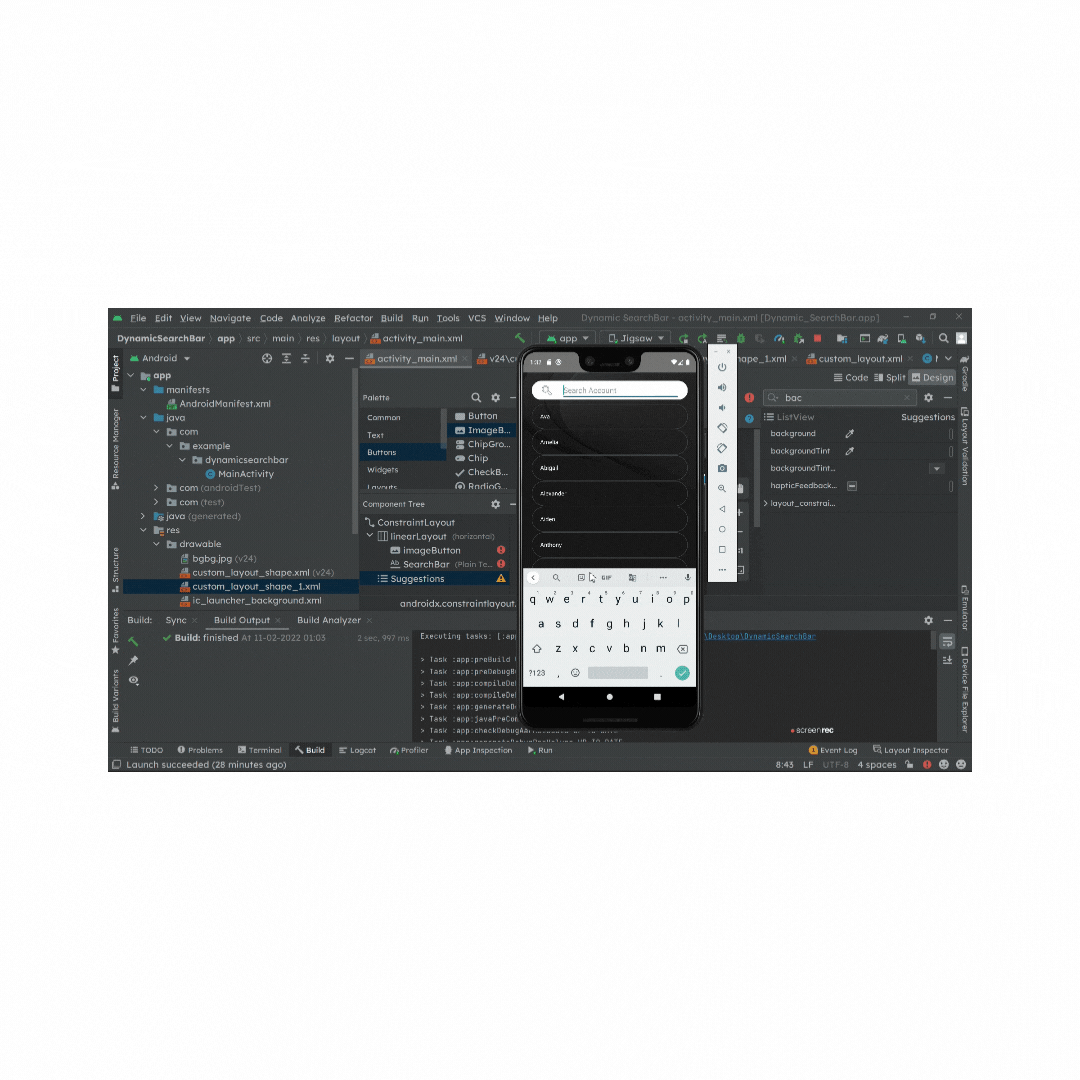 File Edit View Navigate Code Analyze Refactor Build Run Tools VCS Window Help Dynamic SearchBar - activity_main.xml [Dynamic_SearchBar.app]
DynamicSearchBar app src main res layout activity_main.xml app Jigsaw
Android
activity_main.xml
custom_layout.xml
Project
Resource Manager
Structure
Favorites
Build Variants
app
manifests
AndroidManifest.xml
java
com
example
dynamicsearchbar
MainActivity
com (androidTest)
com (test)
java (generated)
res
drawable
bgbg.jpg (v24)
custom_layout_shape.xml (v24)
custom_layout_shape_1.xml
ic_launcher_background.xml
Palette
Common
Text
Buttons
Widgets
Layouts
Button
ImageB...
ChipGro...
Chip
CheckB...
RadioG...
Component Tree
ConstraintLayout
linearLayout (horizontal)
imageButton
SearchBar (Plain Te...
Suggestions
androidx.constraintlayout.
1:37
Search Account
Ava
Amelia
Abigail
Alexander
Aiden
Anthony
GIF
q w e r t y u i o p
a s d f g h j k l
z x c v b n m
?123 , .
Code Split Design
bac
ListView Suggestions
background
backgroundTint
backgroundTint...
hapticFeedback...
layout_constrai...
Gradle
Layout Validation
Emulator
Device File Explorer
Build: Sync Build Output Build Analyzer
Build: finished At 11-02-2022 01:03 2 sec, 997 ms
Executing tasks: [:app
\Desktop\DynamicSearchBar
> Task :app:preBuild
> Task :app:preDebugBu
> Task :app:compileDeb
> Task :app:compileDeb
> Task :app:generateDe
> Task :app:javaPreCom
> Task :app:checkDebugAa
screenrec
TODO Problems Terminal Build Logcat Profiler App Inspection Run Event Log Layout Inspector
Launch succeeded (28 minutes ago) 8:43 LF UTF-8 4 spaces